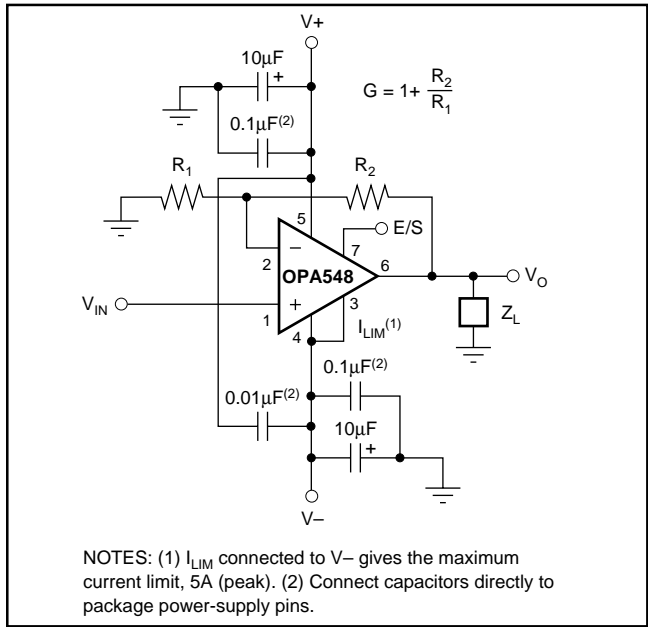 V+
10µF
+
G = 1+ R2/R1
0.1µF(2)
R1
R2
5
E/S
–
7
2
OPA548
6
VO
VIN
+
3
1
ZL
4
ILIM(1)
0.1µF(2)
0.01µF(2)
10µF
+
V–
NOTES: (1) ILIM connected to V– gives the maximum
current limit, 5A (peak). (2) Connect capacitors directly to
package power-supply pins.